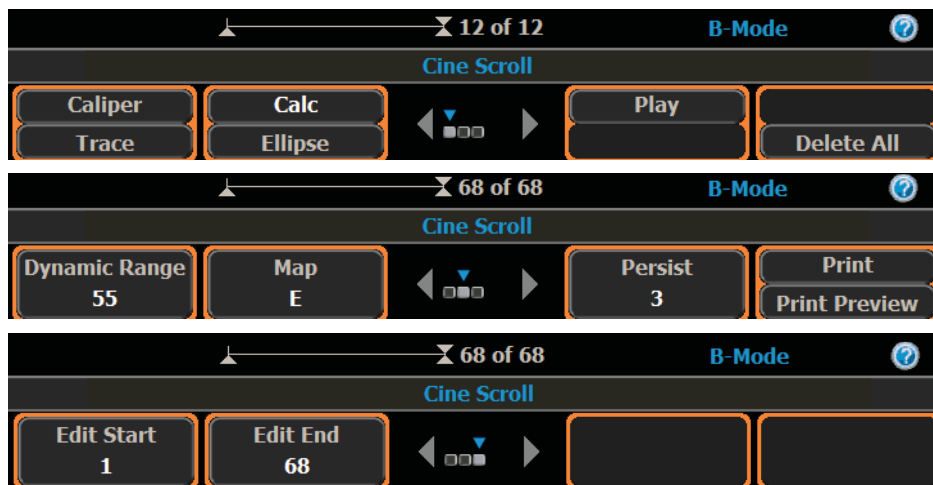 12 of 12 B-Mode ?
Cine Scroll
Caliper Calc Play
Trace Ellipse Delete All
68 of 68 B-Mode ?
Cine Scroll
Dynamic Range Map Persist Print
55 E 3 Print Preview
68 of 68 B-Mode ?
Cine Scroll
Edit Start Edit End
1 68